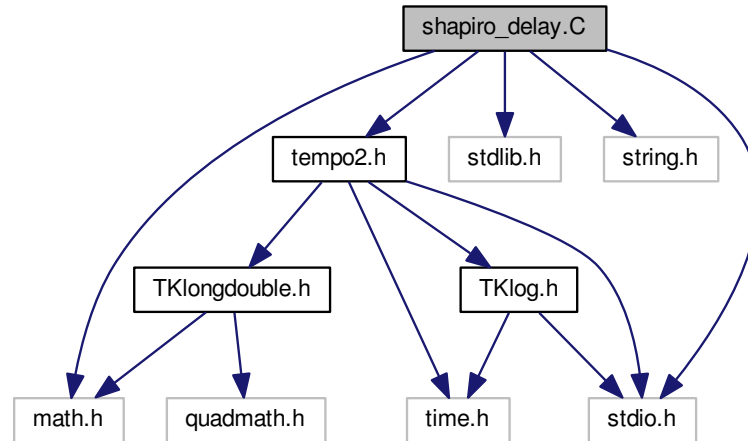 shapiro_delay.C
tempo2.h
stdlib.h
string.h
TKlongdouble.h
TKlog.h
math.h
quadmath.h
time.h
stdio.h